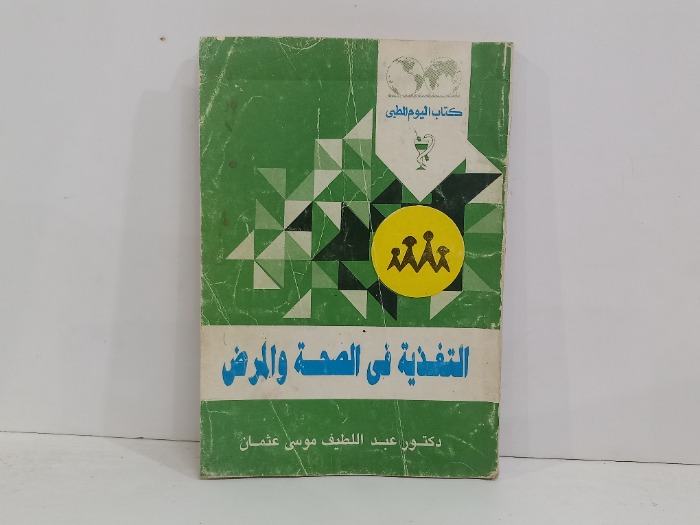 كتاب اليوم الطبى
التغذية فى الصحة والمرض
دكتور عبد اللطيف موسى عثمان